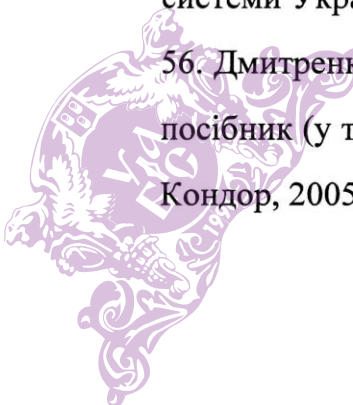 системи Укра
56. Дмитренк
посібник (у т
Кондор, 2005